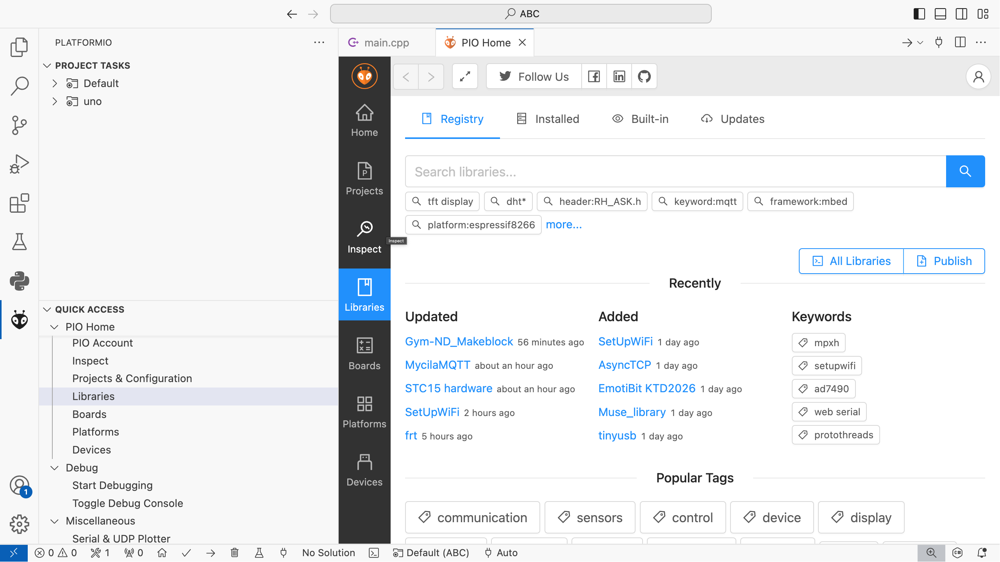 ABC
PLATFORMIO
PROJECT TASKS
Default
uno
QUICK ACCESS
PIO Home
PIO Account
Inspect
Projects & Configuration
Libraries
Boards
Platforms
Devices
Debug
Start Debugging
Toggle Debug Console
Miscellaneous
Serial & UDP Plotter
1
main.cpp
PIO Home
Home
Projects
Inspect
Libraries
Boards
Platforms
Devices
Inspect
Follow Us
Registry Installed Built-in Updates
Search libraries...
tft display dht* header:RH_ASK.h keyword:mqtt framework:mbed
platform:espressif8266 more...
All Libraries Publish
Recently
Updated
Gym-ND_Makeblock 56 minutes ago
MycilaMQTT about an hour ago
STC15 hardware about an hour ago
SetUpWiFi 2 hours ago
frt 5 hours ago
Added
SetUpWiFi 1 day ago
AsyncTCP 1 day ago
EmotiBit KTD2026 1 day ago
Muse_library 1 day ago
tinyusb 1 day ago
Keywords
mpxh
setupwifi
ad7490
web serial
protothreads
Popular Tags
communication sensors control device display
0 0 1 0 No Solution Default (ABC) Auto